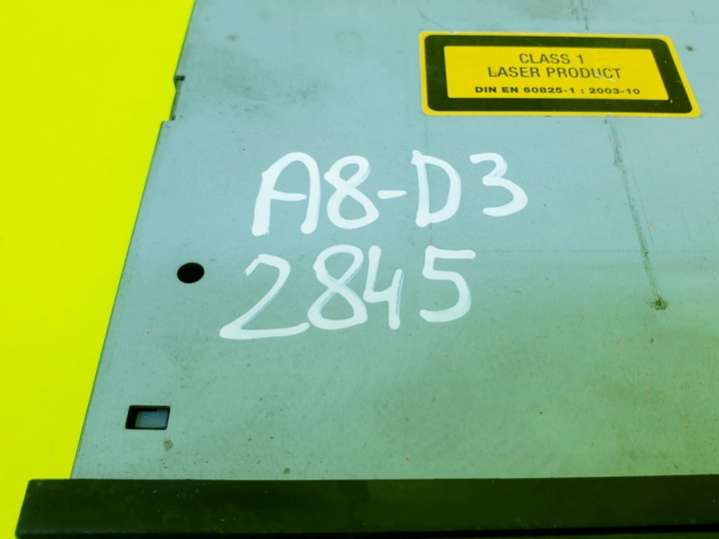 CLASS 1
LASER PRODUCT
DIN EN 60825-1 : 2003-10
A8-D3
2845